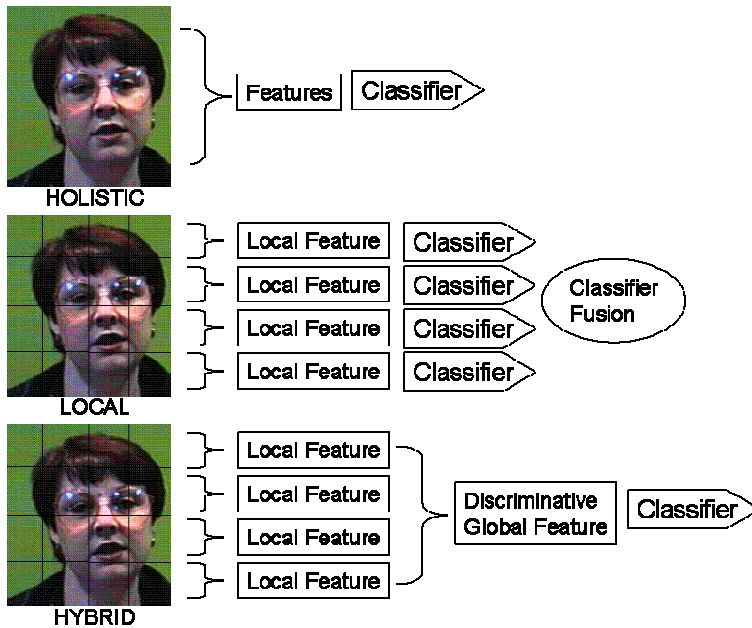 Features
Classifier
HOLISTIC
Local Feature
Classifier
Local Feature
Classifier
Local Feature
Classifier
Local Feature
Classifier
Classifier
Fusion
LOCAL
Local Feature
Local Feature
Local Feature
Local Feature
Discriminative
Global Feature
Classifier
HYBRID